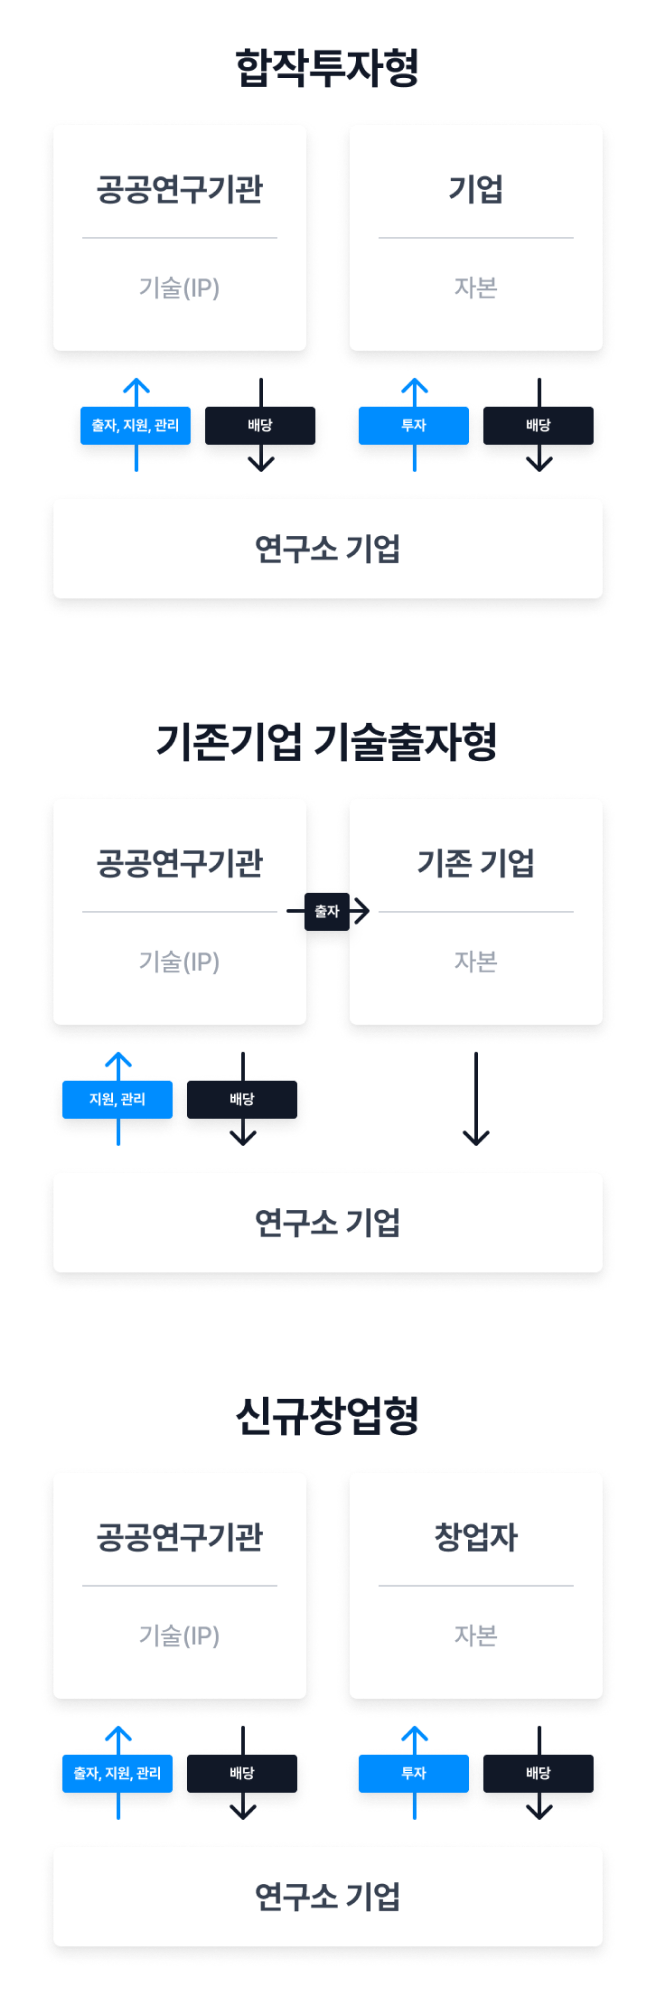 합작투자형
공공연구기관
기업
기술(IP)
자본
출자, 지원, 관리
배당
투자
배당
연구소 기업
기존기업 기술출자형
공공연구기관
기존 기업
출자
기술(IP)
자본
지원, 관리
배당
연구소 기업
신규창업형
공공연구기관
창업자
기술(IP)
자본
출자, 지원, 관리
배당
투자
배당
연구소 기업